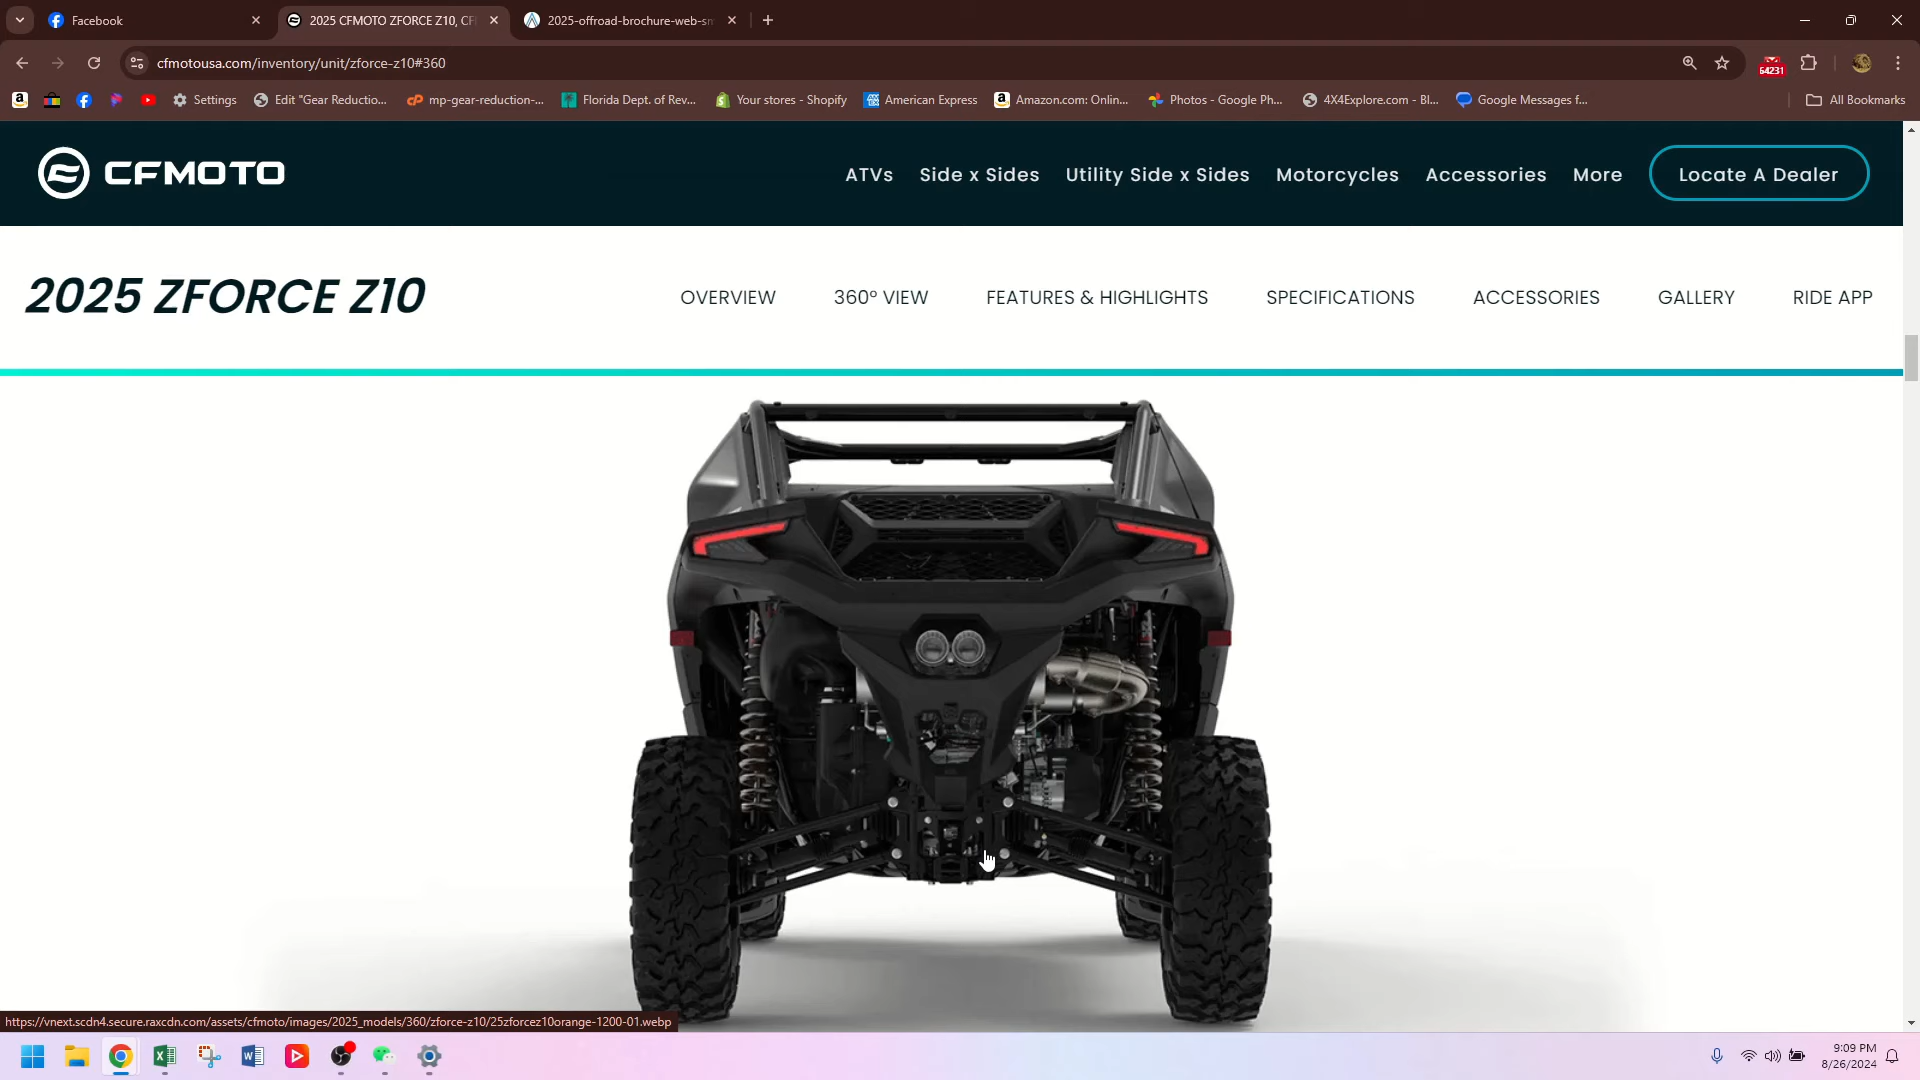 Facebook
2025 CFMOTO ZFORCE Z10, CF
2025-offroad-brochure-web-sm
cfmotousa.com/inventory/unit/zforce-z10#360
54231
Settings
Edit "Gear Reductio...
mp-gear-reduction-...
Florida Dept. of Rev...
Your stores - Shopify
American Express
Amazon.com: Onlin...
Photos - Google Ph...
4X4Explore.com - Bl...
Google Messages f...
All Bookmarks
CFMOTO
ATVs
Side x Sides
Utility Side x Sides
Motorcycles
Accessories
More
Locate A Dealer
2025 ZFORCE Z10
OVERVIEW
360° VIEW
FEATURES & HIGHLIGHTS
SPECIFICATIONS
ACCESSORIES
GALLERY
RIDE APP
https://vnext.scdn4.secure.raxcdn.com/assets/cfmoto/images/2025_models/360/zforce-z10/25zforcez10orange-1200-01.webp
9:09 PM
8/26/2024